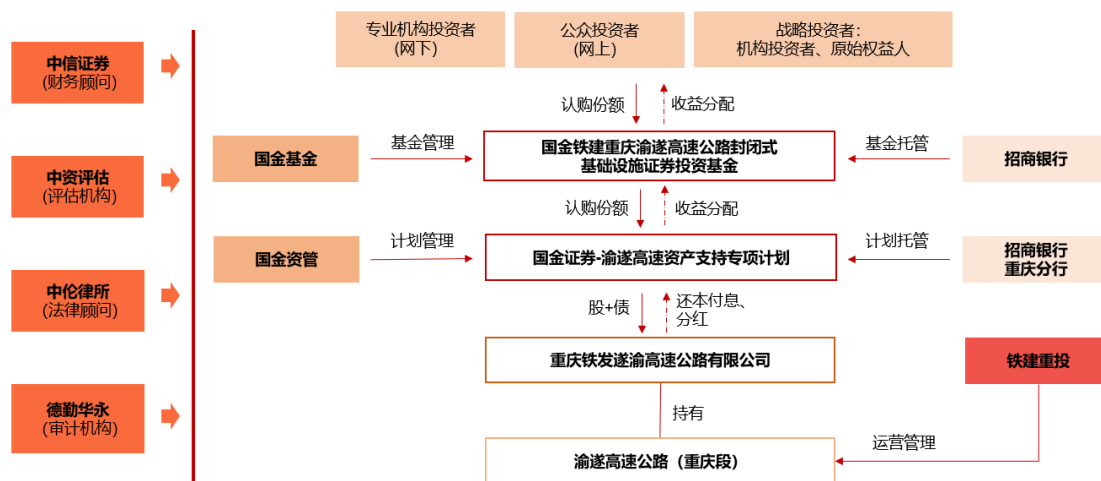 专业机构投资者
(网下)
公众投资者
(网上)
战略投资者：
机构投资者、原始权益人
中信证券
(财务顾问)
中资评估
(评估机构)
中伦律所
(法律顾问)
德勤华永
(审计机构)
认购份额
收益分配
国金基金
基金管理
国金铁建重庆渝遂高速公路封闭式
基础设施证券投资基金
基金托管
招商银行
认购份额
收益分配
国金资管
计划管理
国金证券-渝遂高速资产支持专项计划
计划托管
招商银行
重庆分行
股+债
还本付息、
分红
重庆铁发遂渝高速公路有限公司
铁建重投
持有
渝遂高速公路（重庆段）
运营管理